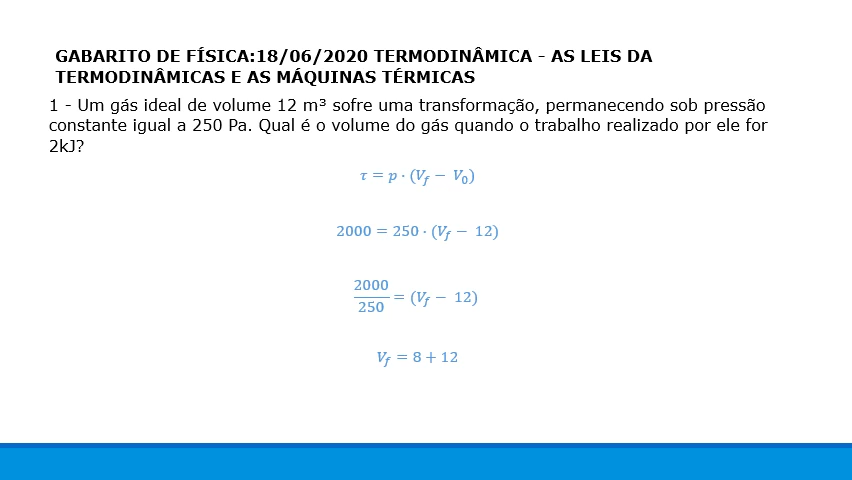 GABARITO DE FÍSICA:18/06/2020 TERMODINÂMICA - AS LEIS DA
TERMODINÂMICAS E AS MÁQUINAS TÉRMICAS
1 - Um gás ideal de volume 12 m³ sofre uma transformação, permanecendo sob pressão
constante igual a 250 Pa. Qual é o volume do gás quando o trabalho realizado por ele for
2kJ?
τ = p · (V_f − V_0)
2000 = 250 · (V_f − 12)
2000/250 = (V_f − 12)
V_f = 8 + 12